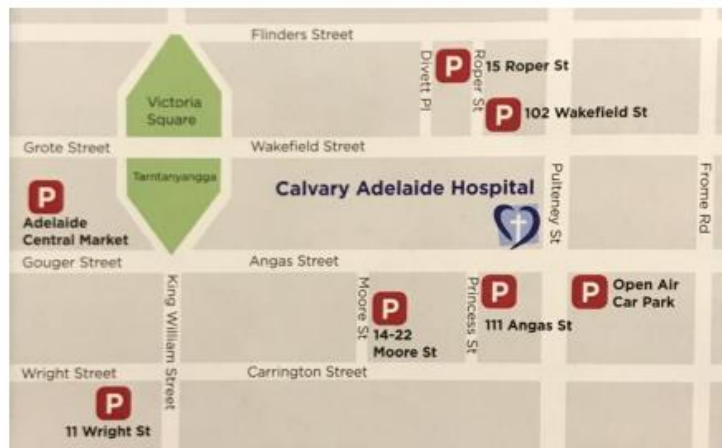 Flinders Street
Divett Pl
P
Roper St
15 Roper St
Victoria
Square
P
102 Wakefield St
Grote Street
Wakefield Street
Tarntanyangga
P
Adelaide
Central Market
Calvary Adelaide Hospital
Pulteney St
Frome Rd
Gouger Street
Angas Street
King William Street
Moore St
P
14-22
Moore St
Princess St
P
111 Angas St
P
Open Air
Car Park
Wright Street
Carrington Street
P
11 Wright St